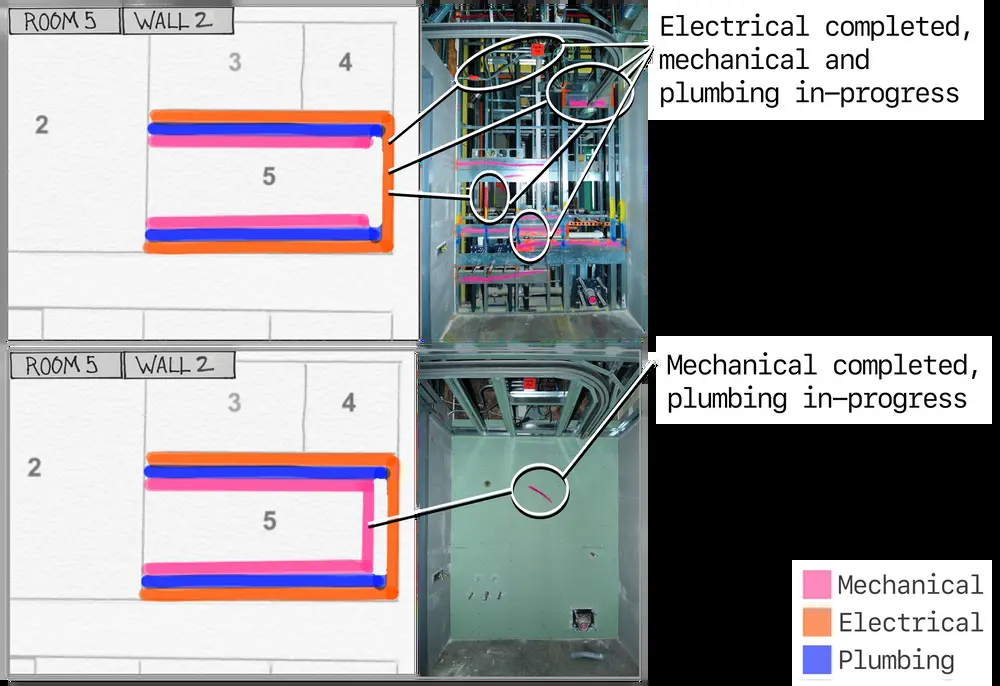 ROOM 5
WALL 2
3
4
2
5
Electrical completed,
mechanical and
plumbing in-progress
ROOM 5
WALL 2
3
4
2
5
Mechanical completed,
plumbing in-progress
Mechanical
Electrical
Plumbing